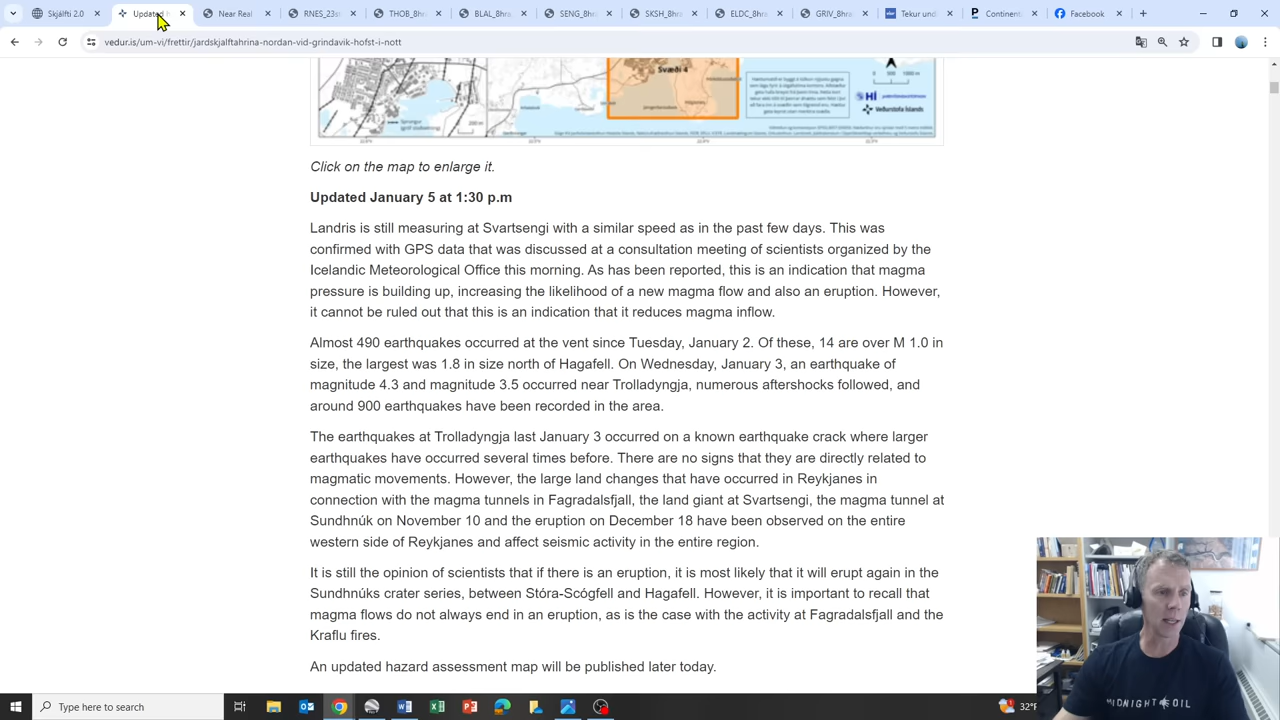 Skjálfti 2.0
Updated
Near Real
RNES_23
THOB_8hr
BLAL_8hra
SENG_8hra
SKSH_8hra
ELDC_8hra
GRIV_8hra
Tekur und
Continent
Facebook
vedur.is/um-vi/frettir/jardskjalftahrina-nordan-vid-grindavik-hofst-i-nott
Svæði 4
HÍ
Veðurstofa Íslands
Click on the map to enlarge it.
Updated January 5 at 1:30 p.m
Landris is still measuring at Svartsengi with a similar speed as in the past few days. This was
confirmed with GPS data that was discussed at a consultation meeting of scientists organized by the
Icelandic Meteorological Office this morning. As has been reported, this is an indication that magma
pressure is building up, increasing the likelihood of a new magma flow and also an eruption. However,
it cannot be ruled out that this is an indication that it reduces magma inflow.
Almost 490 earthquakes occurred at the vent since Tuesday, January 2. Of these, 14 are over M 1.0 in
size, the largest was 1.8 in size north of Hagafell. On Wednesday, January 3, an earthquake of
magnitude 4.3 and magnitude 3.5 occurred near Trolladyngja, numerous aftershocks followed, and
around 900 earthquakes have been recorded in the area.
The earthquakes at Trolladyngja last January 3 occurred on a known earthquake crack where larger
earthquakes have occurred several times before. There are no signs that they are directly related to
magmatic movements. However, the large land changes that have occurred in Reykjanes in
connection with the magma tunnels in Fagradalsfjall, the land giant at Svartsengi, the magma tunnel at
Sundhnúk on November 10 and the eruption on December 18 have been observed on the entire
western side of Reykjanes and affect seismic activity in the entire region.
It is still the opinion of scientists that if there is an eruption, it is most likely that it will erupt again in the
Sundhnúks crater series, between Stóra-Scógfell and Hagafell. However, it is important to recall that
magma flows do not always end in an eruption, as is the case with the activity at Fagradalsfjall and the
Kraflu fires.
An updated hazard assessment map will be published later today.
MIDNIGHT OIL
Type here to search
32°F